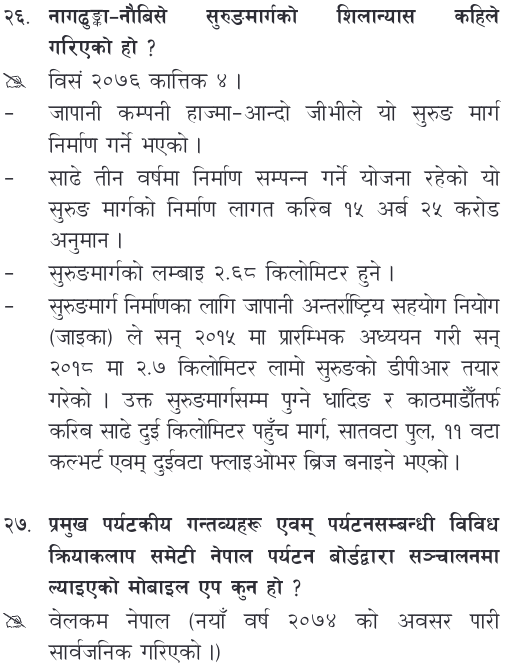 २६. नागढुङ्गा-नौबिसे सुरुङमार्गको शिलान्यास कहिले
गरिएको हो ?
विसं २०७६ कात्तिक ४ ।
- जापानी कम्पनी हाज्मा-आन्दो जीभीले यो सुरुङ मार्ग
निर्माण गर्ने भएको ।
- साढे तीन वर्षमा निर्माण सम्पन्न गर्ने योजना रहेको यो
सुरुङ मार्गको निर्माण लागत करिब १५ अर्ब २५ करोड
अनुमान ।
- सुरुङमार्गको लम्बाइ २.६८ किलोमिटर हुने ।
- सुरुङमार्ग निर्माणका लागि जापानी अन्तर्राष्ट्रिय सहयोग नियोग
(जाइका) ले सन् २०१५ मा प्रारम्भिक अध्ययन गरी सन्
२०१८ मा २.७ किलोमिटर लामो सुरुङको डीपीआर तयार
गरेको । उक्त सुरुङमार्गसम्म पुग्ने धादिङ र काठमाडौँतर्फ
करिब साढे दुई किलोमिटर पहुँच मार्ग, सातवटा पुल, ११ वटा
कल्भर्ट एवम् दुईवटा फ्लाइओभर ब्रिज बनाइने भएको ।
२७. प्रमुख पर्यटकीय गन्तव्यहरू एवम् पर्यटनसम्बन्धी विविध
क्रियाकलाप समेटी नेपाल पर्यटन बोर्डद्वारा सञ्चालनमा
ल्याइएको मोबाइल एप कुन हो ?
वेलकम नेपाल (नयाँ वर्ष २०७४ को अवसर पारी
सार्वजनिक गरिएको ।)